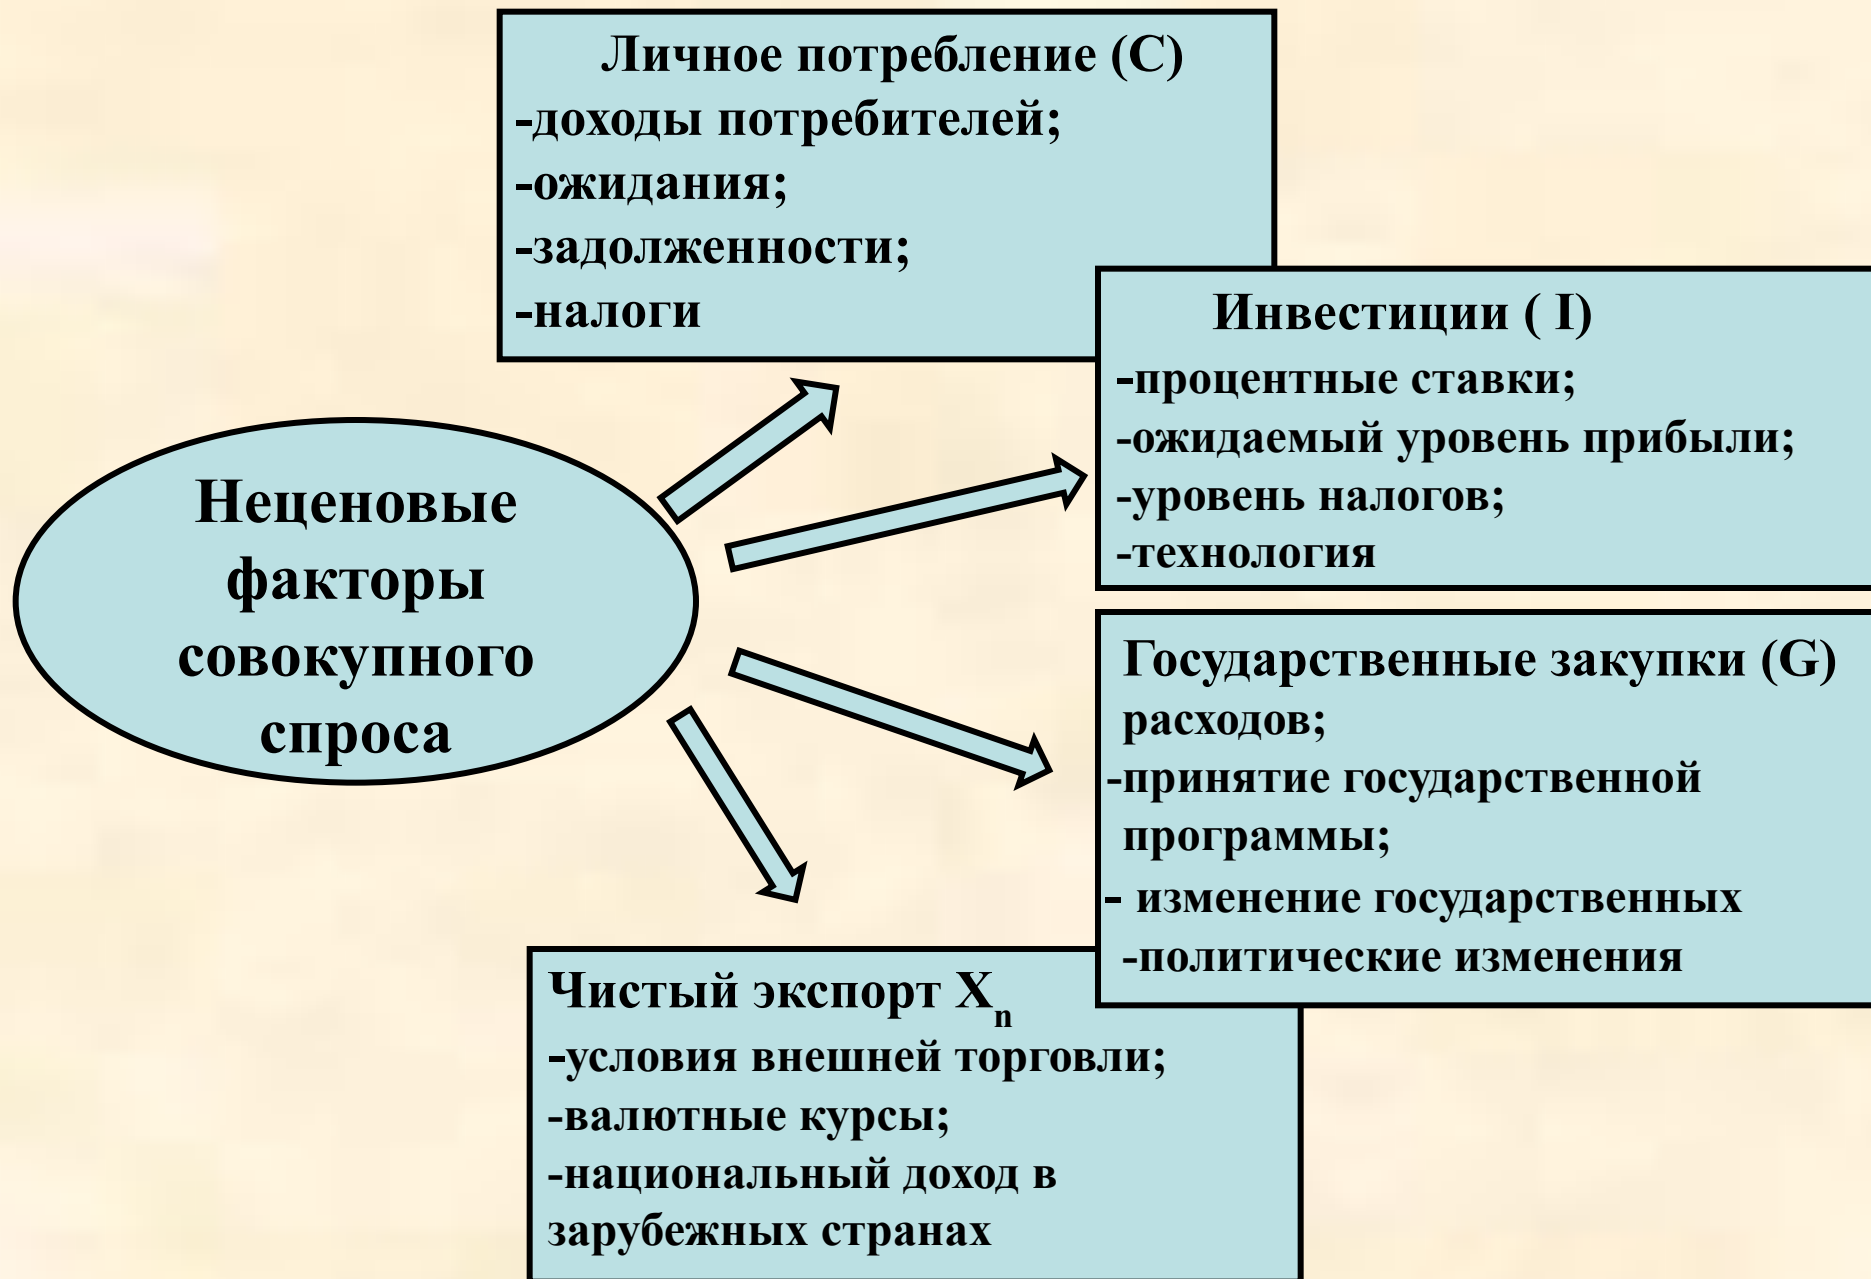 Личное потребление (С)
-доходы потребителей;
-ожидания;
-задолженности;
-налоги
Инвестиции ( I)
-процентные ставки;
-ожидаемый уровень прибыли;
-уровень налогов;
-технология
Неценовые
факторы
совокупного
спроса
Государственные закупки (G)
расходов;
-принятие государственной
программы;
- изменение государственных
-политические изменения
Чистый экспорт Xn
-условия внешней торговли;
-валютные курсы;
-национальный доход в
зарубежных странах